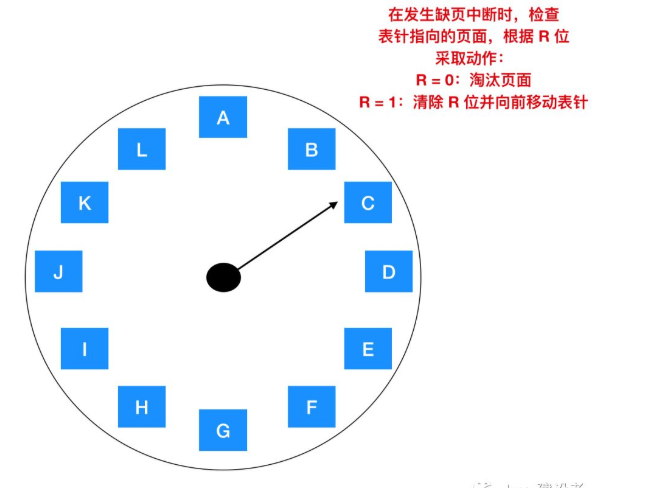 在发生缺页中断时，检查
表针指向的页面，根据 R 位
采取动作：
R = 0：淘汰页面
R = 1：清除 R 位并向前移动表针
A
B
C
D
E
F
G
H
I
J
K
L